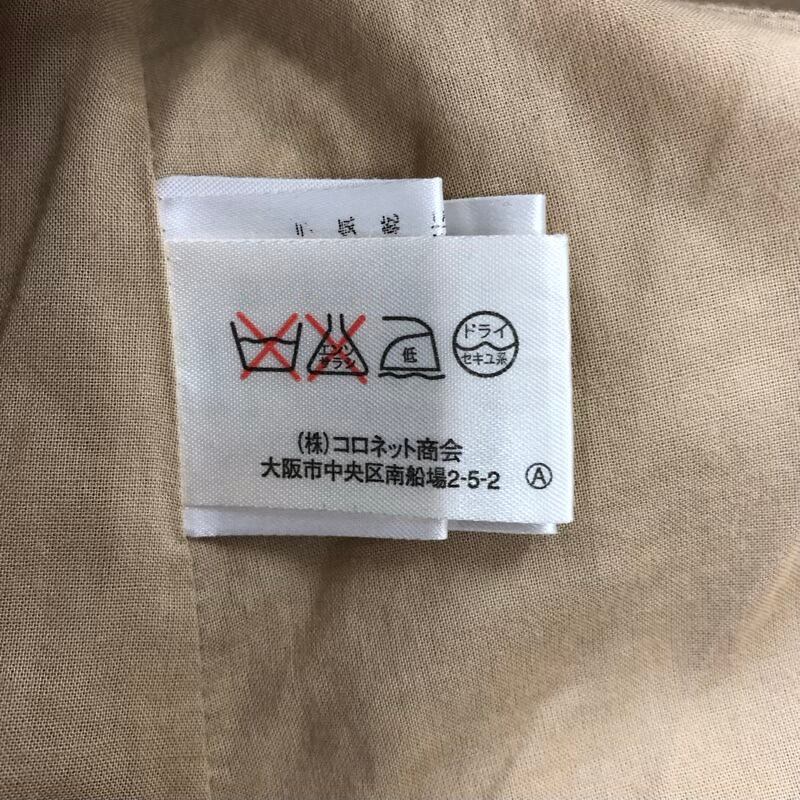 エンソ
サラシ
低
ドライ
セキユ系
(株)コロネット商会
大阪市中央区南船場2-5-2 Ⓐ